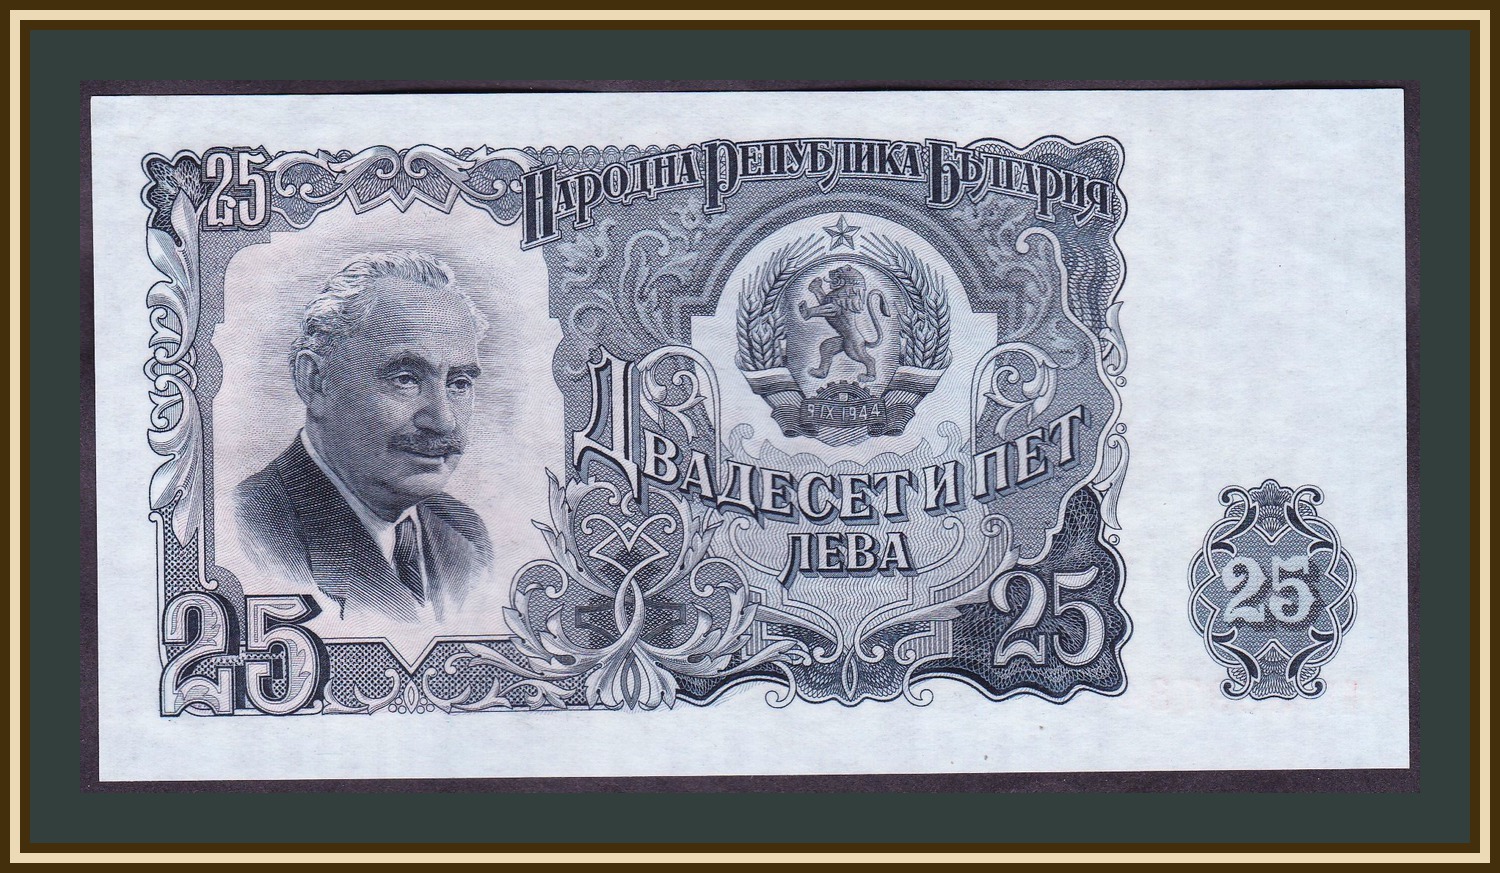 25
Народна Република България
9 IX 1944
Двадесет и пет
лева
25
25
25